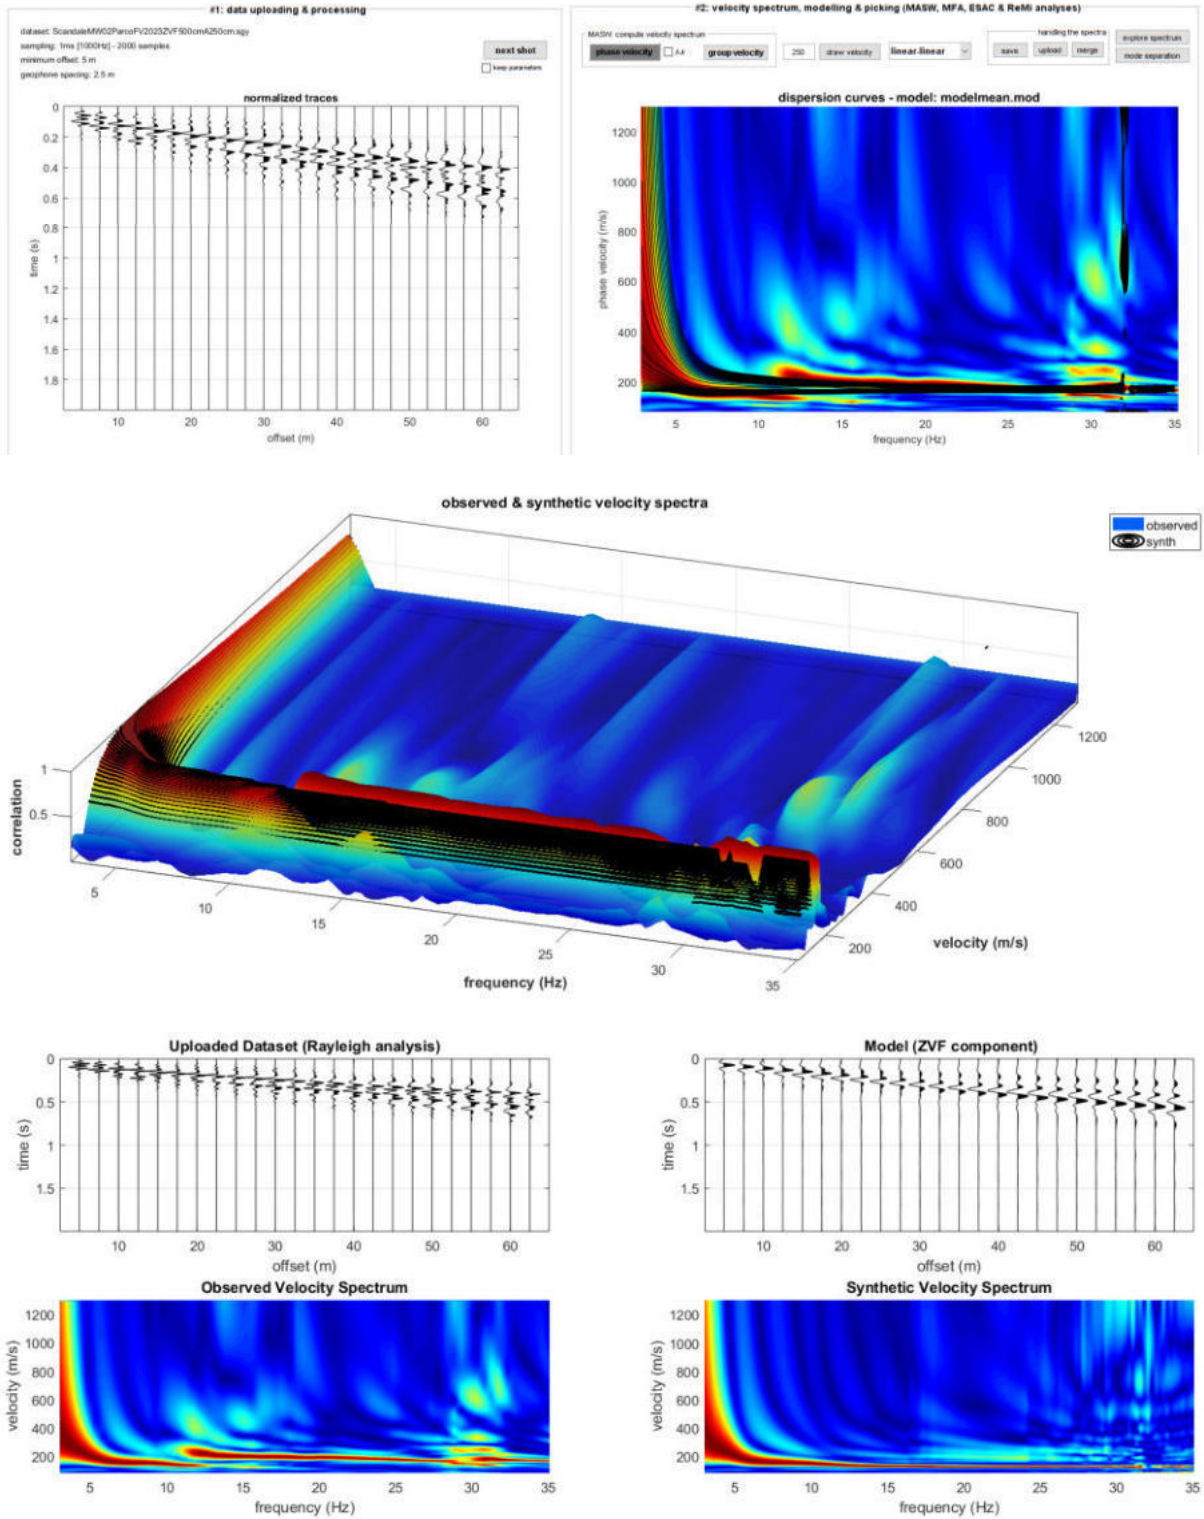 #1: data uploading & processing
dataset: ScandaleMW02ParcoFV2023ZVF500cmA250cm.sgy
sampling: 1ms [1000Hz] - 2000 samples
minimum offset: 5 m
geophone spacing: 2.5 m
next shot
keep parameters
normalized traces
0
0.2
0.4
0.6
0.8
1
1.2
1.4
1.6
1.8
time (s)
10 20 30 40 50 60
offset (m)
#2: velocity spectrum, modelling & picking (MASW, MFA, ESAC & ReMi analyses)
MASW: compute velocity spectrum
phase velocity
group velocity
250
draw velocity
linear-linear
handling the spectra
save upload merge
explore spectrum
mode separation
dispersion curves - model: modelmean.mod
1200
1000
800
600
400
200
phase velocity (m/s)
5 10 15 20 25 30 35
frequency (Hz)
observed & synthetic velocity spectra
observed
synth
1
0.5
correlation
5 10 15 20 25 30 35
frequency (Hz)
200 400 600 800 1000 1200
velocity (m/s)
Uploaded Dataset (Rayleigh analysis)
0
0.5
1
1.5
time (s)
10 20 30 40 50 60
offset (m)
Model (ZVF component)
0
0.5
1
1.5
time (s)
10 20 30 40 50 60
offset (m)
Observed Velocity Spectrum
1200
1000
800
600
400
200
velocity (m/s)
5 10 15 20 25 30 35
frequency (Hz)
Synthetic Velocity Spectrum
1200
1000
800
600
400
200
velocity (m/s)
5 10 15 20 25 30 35
frequency (Hz)